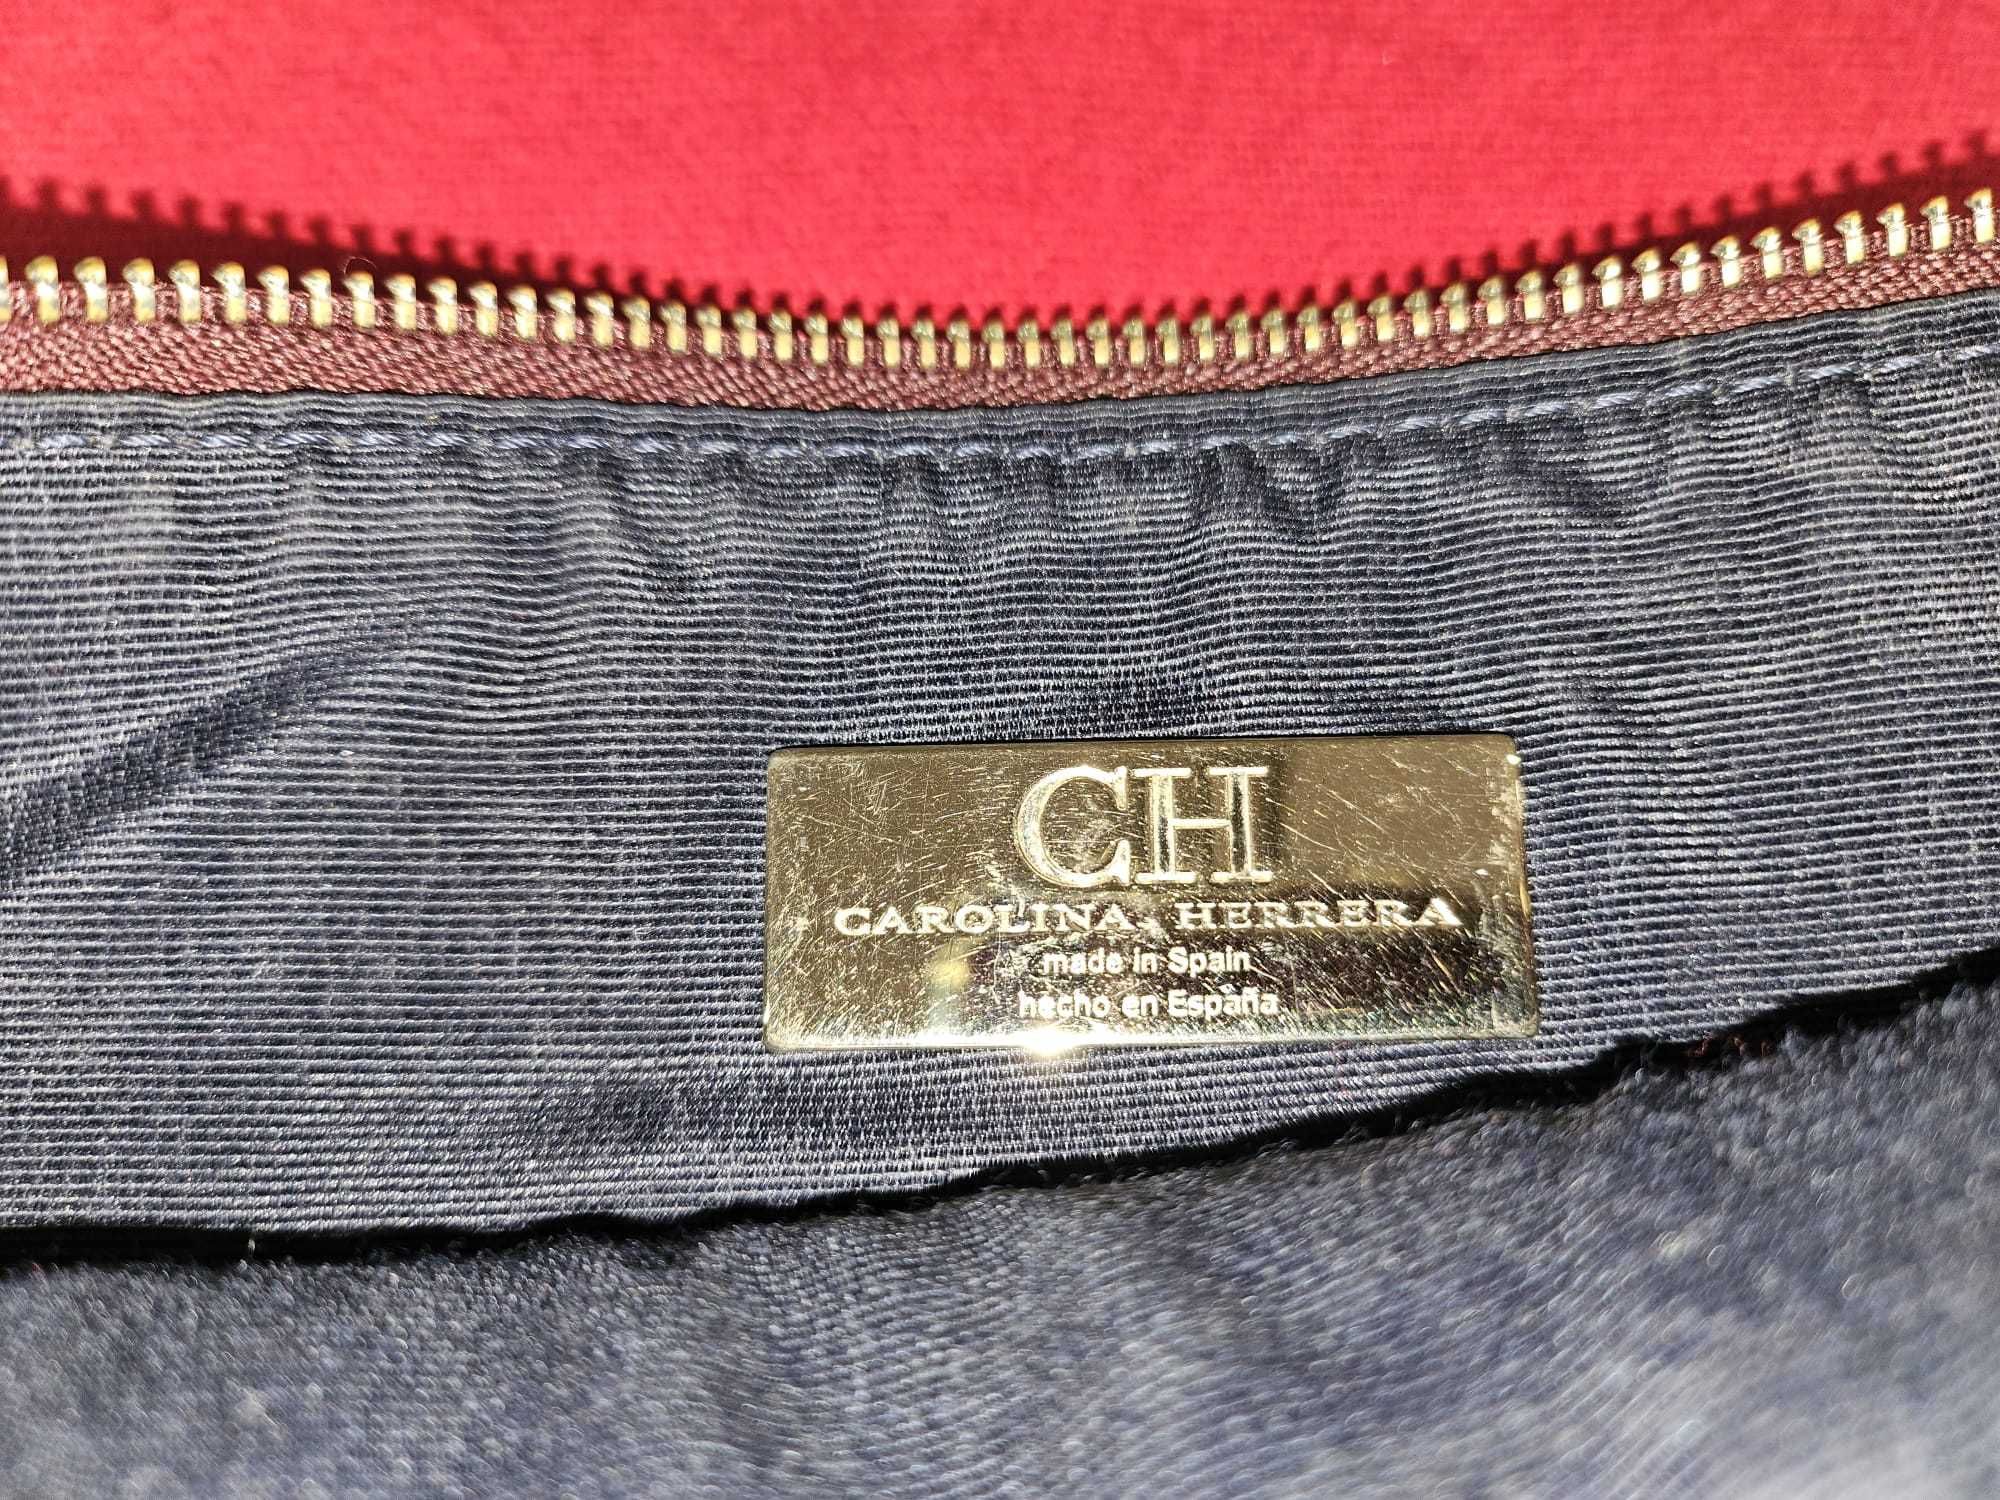 CH
CAROLINA HERRERA
made in Spain
hecho en España